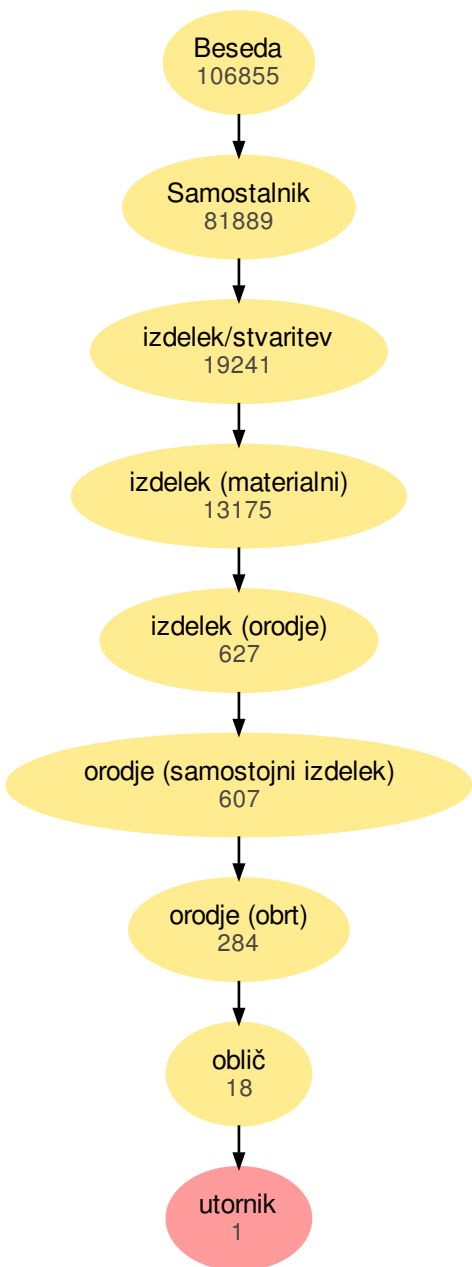 Beseda
106855
Samostalnik
81889
izdelek/stvaritev
19241
izdelek (materialni)
13175
izdelek (orodje)
627
orodje (samostojni izdelek)
607
orodje (obrt)
284
oblič
18
utornik
1